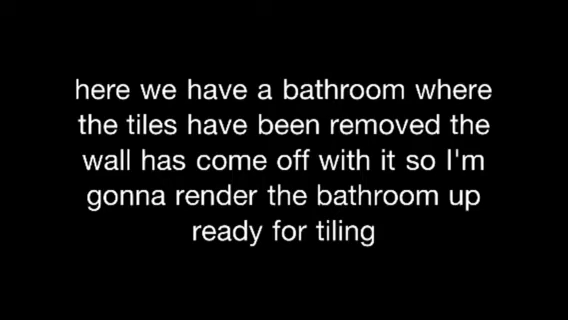 here we have a bathroom where
the tiles have been removed the
wall has come off with it so I'm
gonna render the bathroom up
ready for tiling